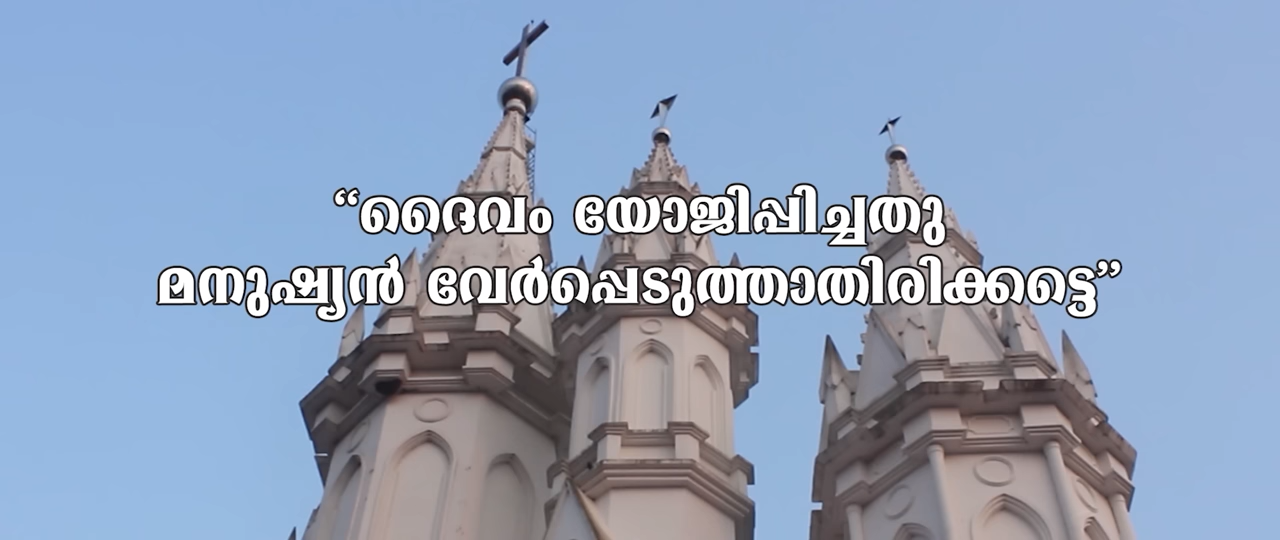 “ദൈവം യോജിപ്പിച്ചതു
മനുഷ്യൻ വേർപ്പെടുത്താതിരിക്കട്ടെ”